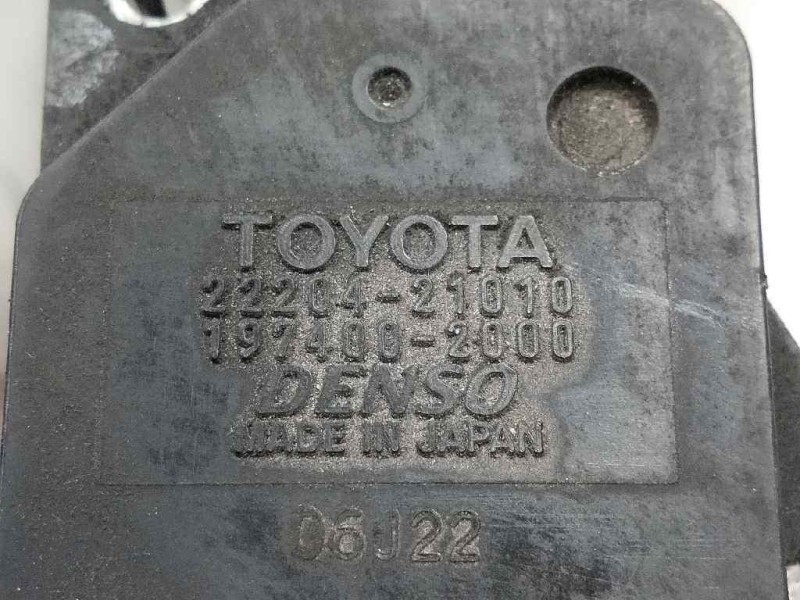 TOYOTA
22204-21010
197400-2000
DENSO
MADE IN JAPAN
06J22